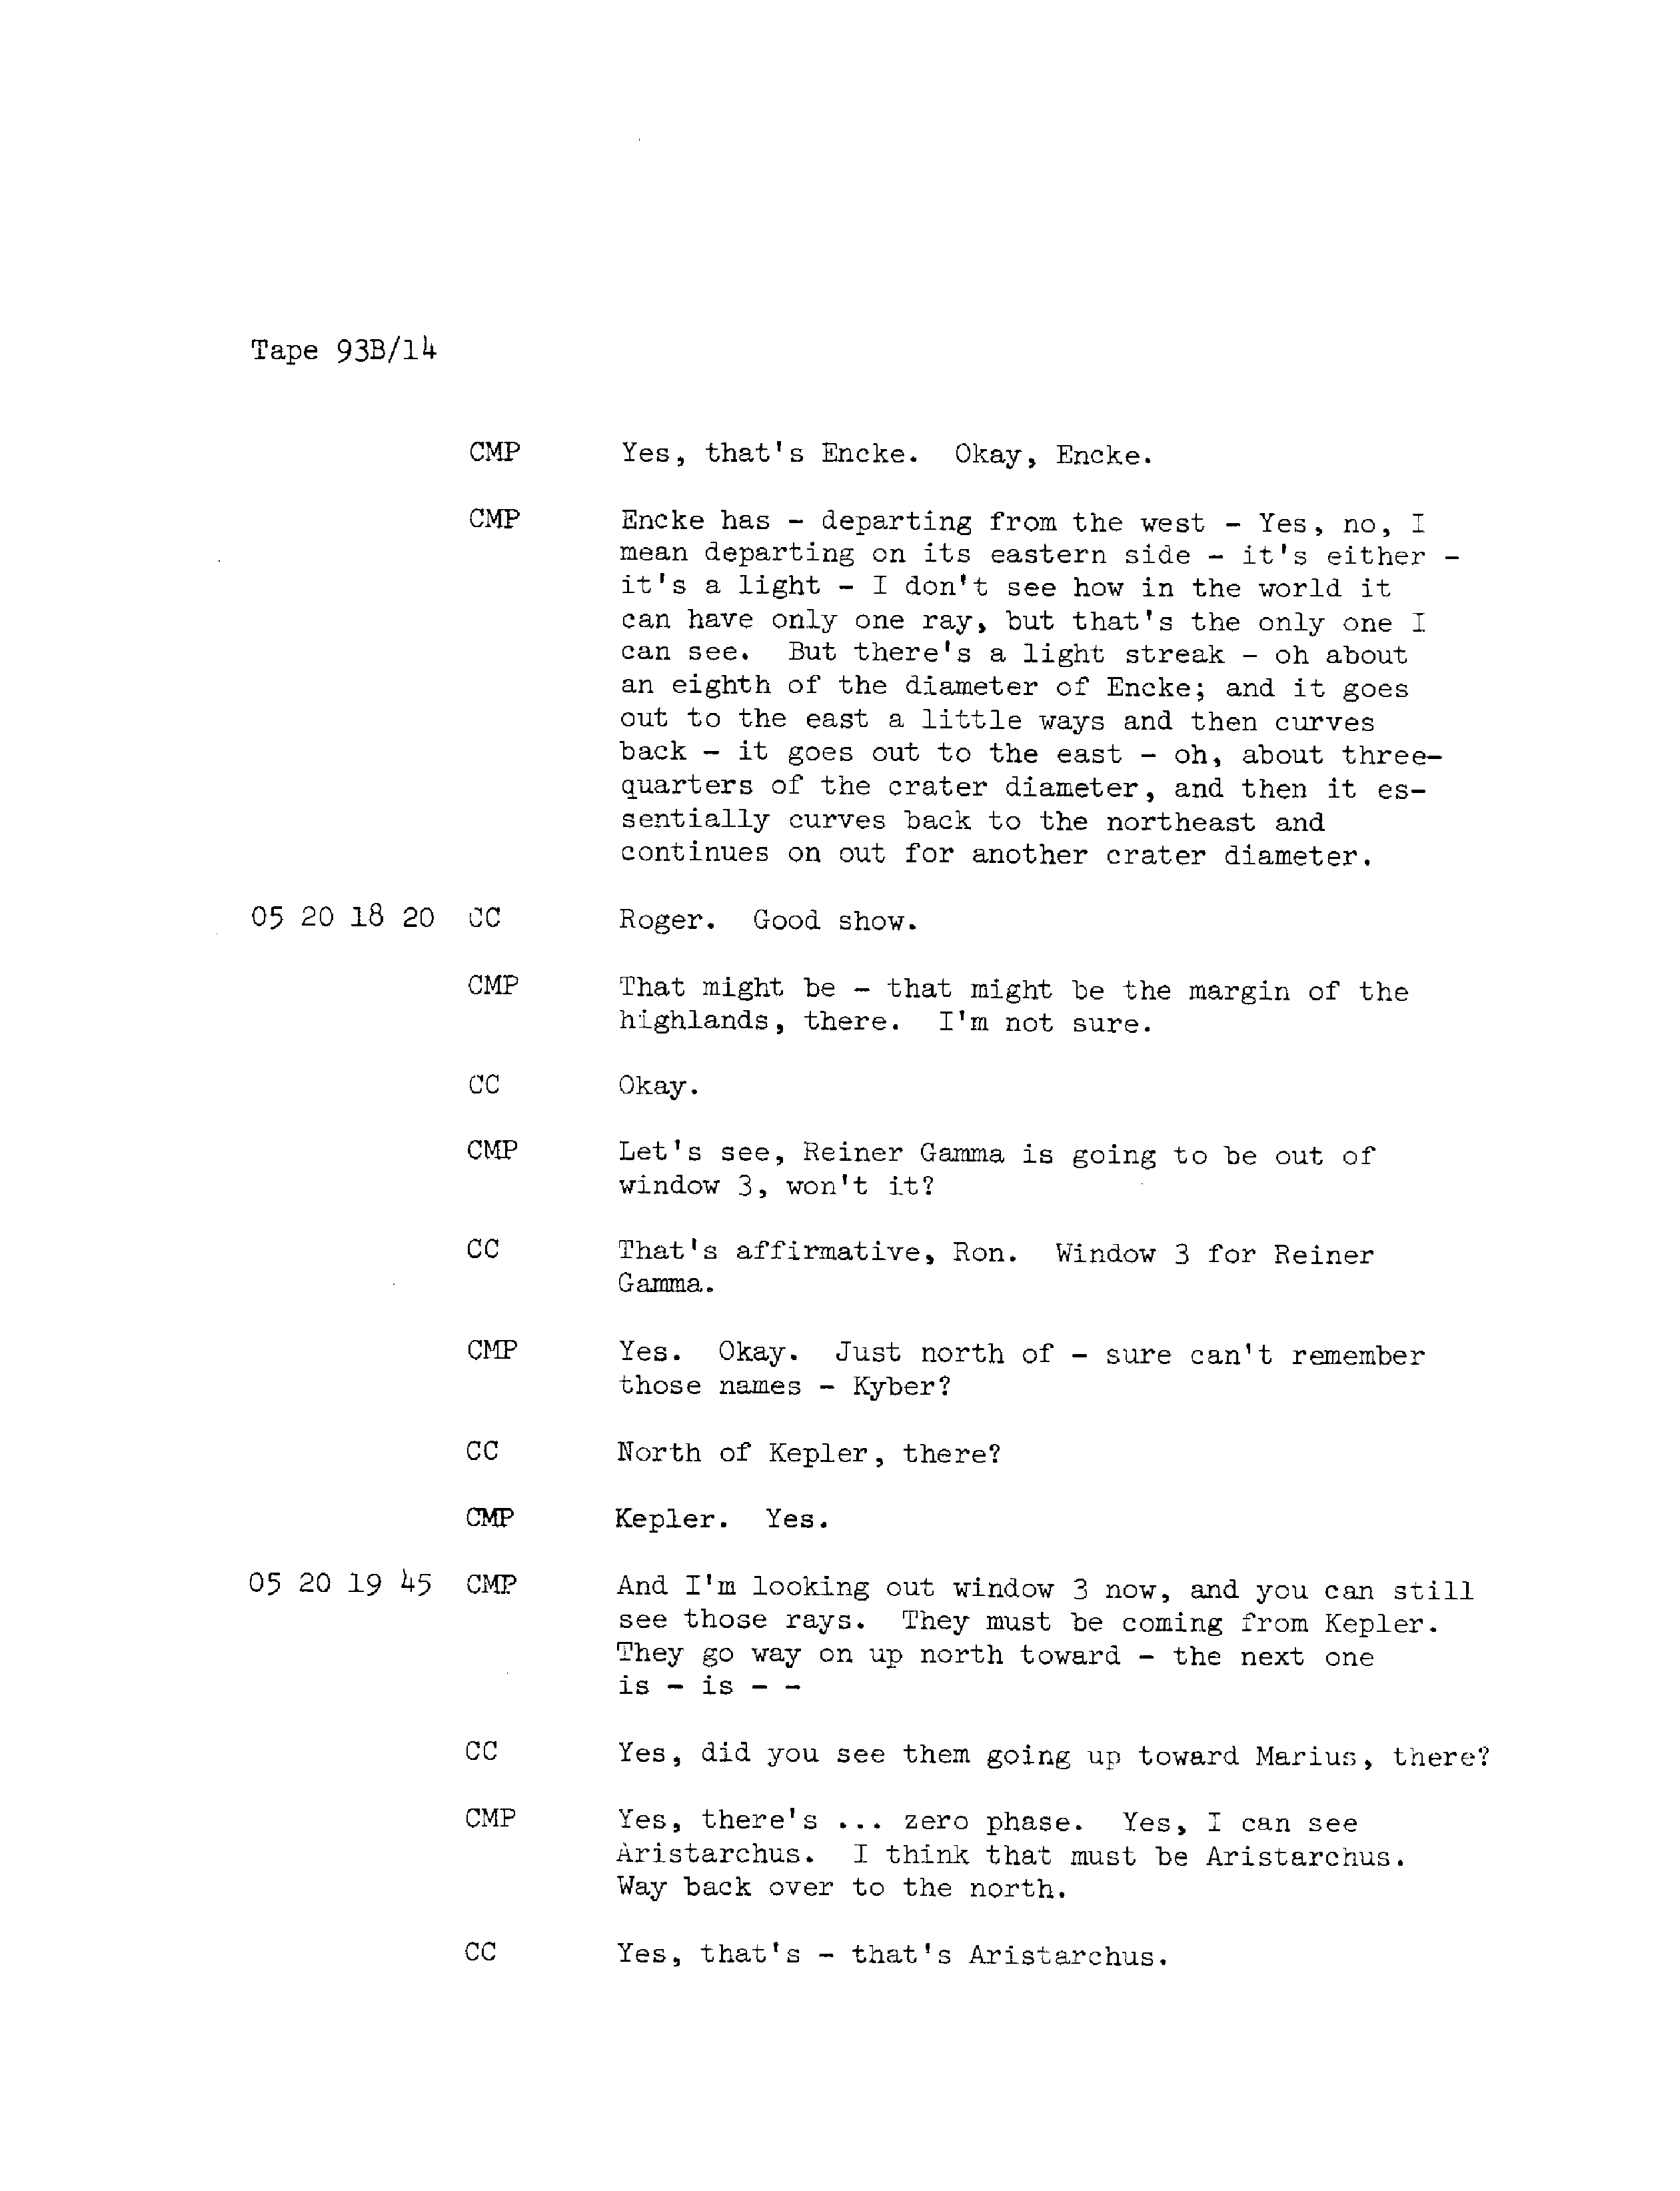 Tape 93B/14
CMP Yes, that's Encke. Okay, Encke.
CMP Encke has - departing from the west - Yes, no, I
mean departing on its eastern side - it's either -
it's a light - I don't see how in the world it
can have only one ray, but that's the only one I
can see. But there's a light streak - oh about
an eighth of the diameter of Encke; and it goes
out to the east a little ways and then curves
back - it goes out to the east - oh, about three-
quarters of the crater diameter, and then it es-
sentially curves back to the northeast and
continues on out for another crater diameter.
05 20 18 20 CC Roger. Good show.
CMP That might be - that might be the margin of the
highlands, there. I'm not sure.
CC Okay.
CMP Let's see, Reiner Gamma is going to be out of
window 3, won't it?
CC That's affirmative, Ron. Window 3 for Reiner
Gamma.
CMP Yes. Okay. Just north of - sure can't remember
those names - Kyber?
CC North of Kepler, there?
CMP Kepler. Yes.
05 20 19 45 CMP And I'm looking out window 3 now, and you can still
see those rays. They must be coming from Kepler.
They go way on up north toward - the next one
is - is - -
CC Yes, did you see them going up toward Marius, there?
CMP Yes, there's ... zero phase. Yes, I can see
Aristarchus. I think that must be Aristarchus.
Way back over to the north.
CC Yes, that's - that's Aristarchus.